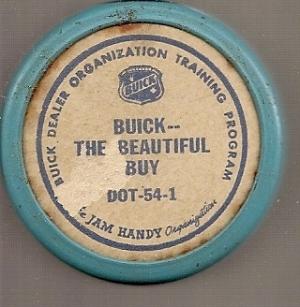 BUICK DEALER ORGANIZATION TRAINING PROGRAM
BUICK
BUICK--
THE BEAUTIFUL
BUY
DOT-54-1
The JAM HANDY Organization